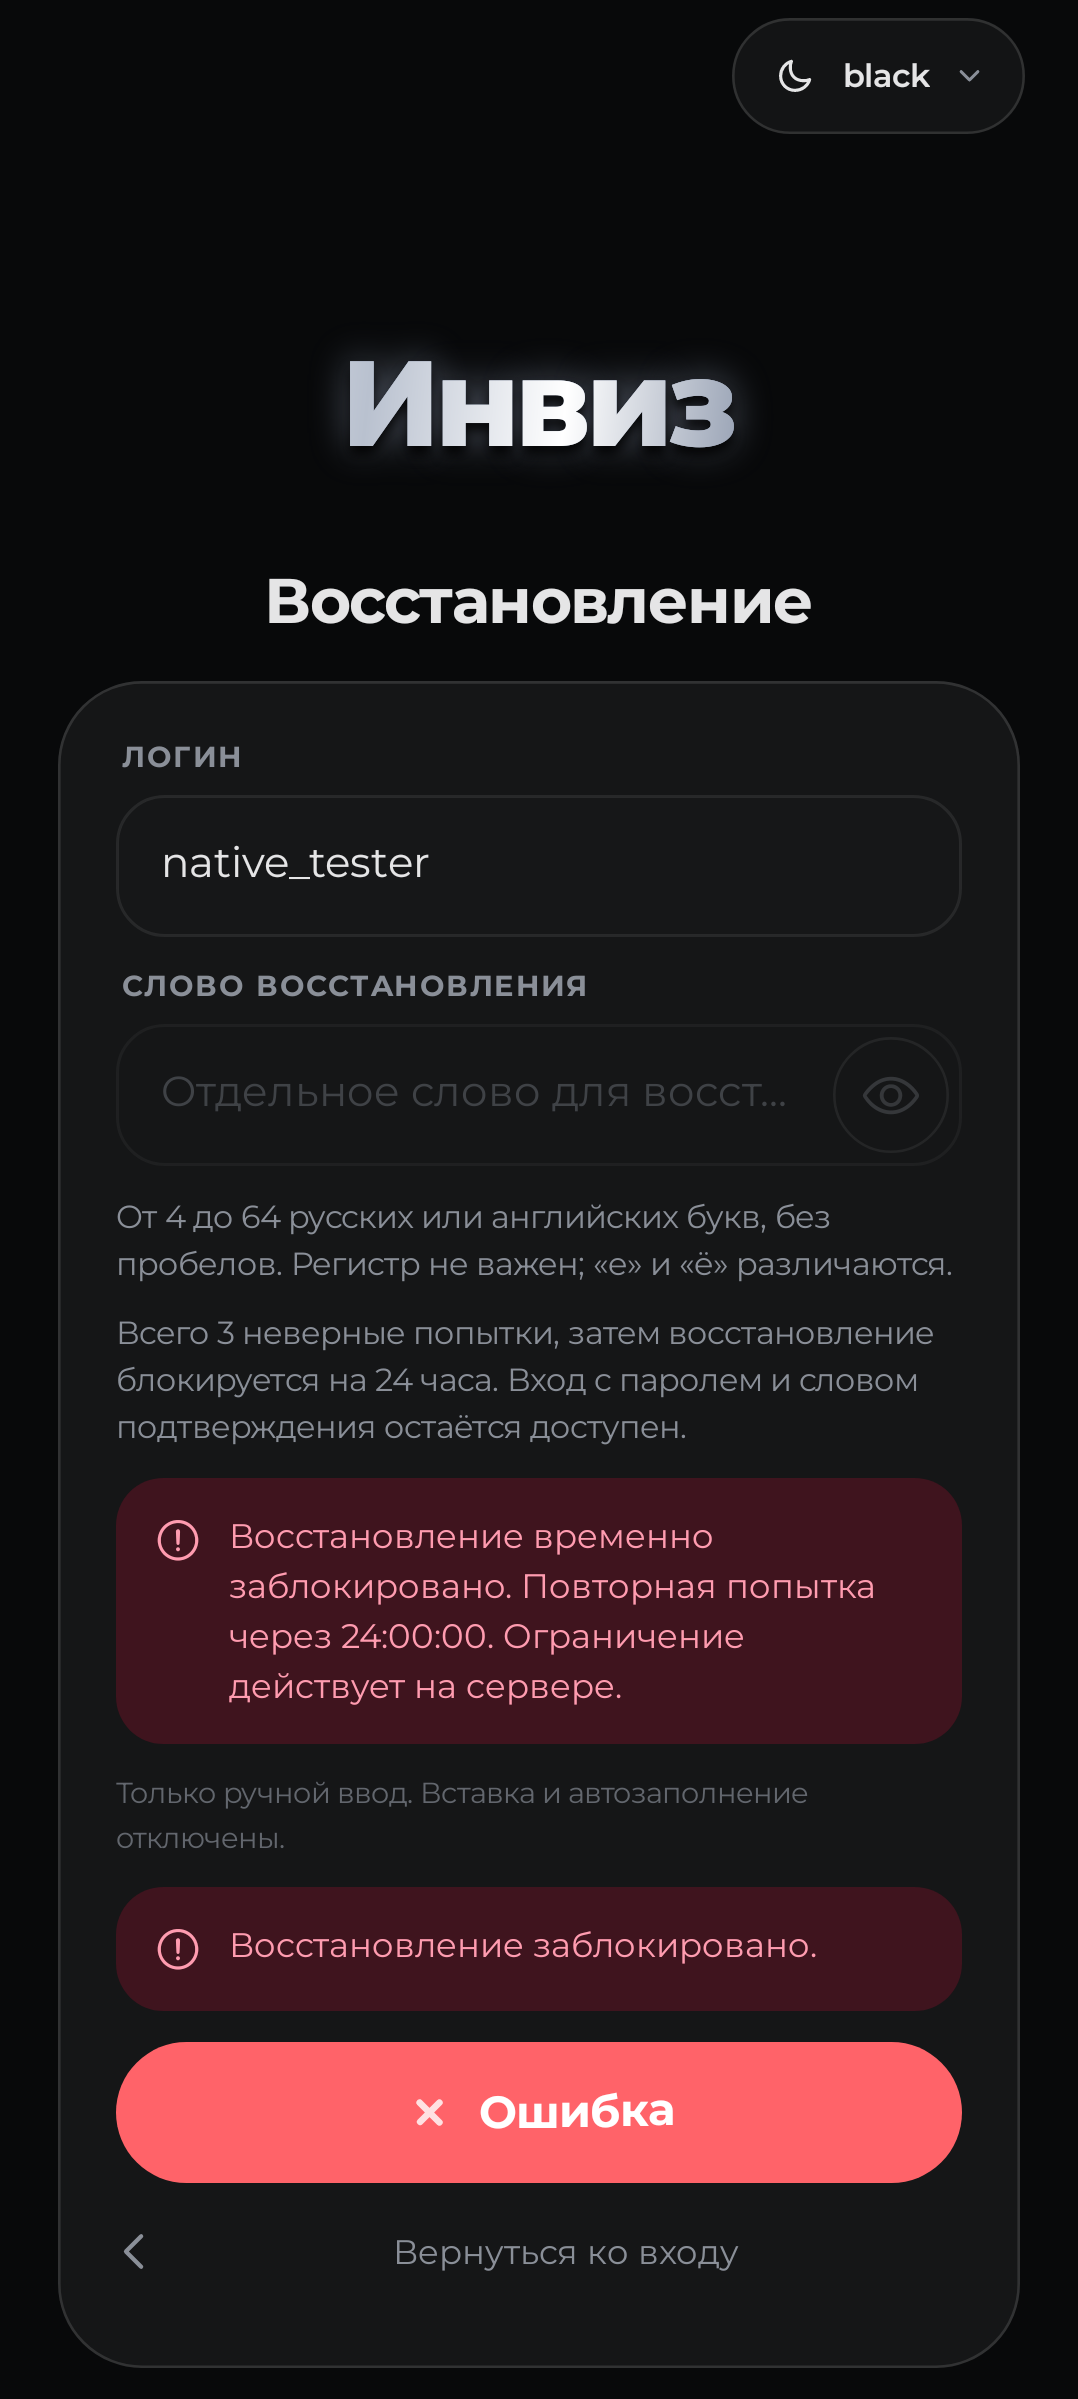 black
Инвиз
Восстановление
ЛОГИН
native_tester
СЛОВО ВОССТАНОВЛЕНИЯ
Отдельное слово для восст...
От 4 до 64 русских или английских букв, без
пробелов. Регистр не важен; «е» и «ё» различаются.
Всего 3 неверные попытки, затем восстановление
блокируется на 24 часа. Вход с паролем и словом
подтверждения остаётся доступен.
Восстановление временно
заблокировано. Повторная попытка
через 24:00:00. Ограничение
действует на сервере.
Только ручной ввод. Вставка и автозаполнение
отключены.
Восстановление заблокировано.
Ошибка
Вернуться ко входу